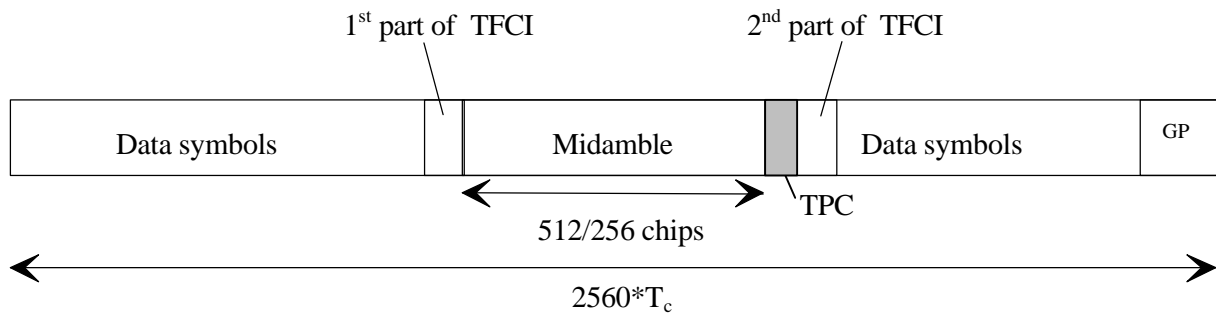 1st part of TFCI
2nd part of TFCI
Data symbols
Midamble
Data symbols
GP
TPC
512/256 chips
2560*Tc